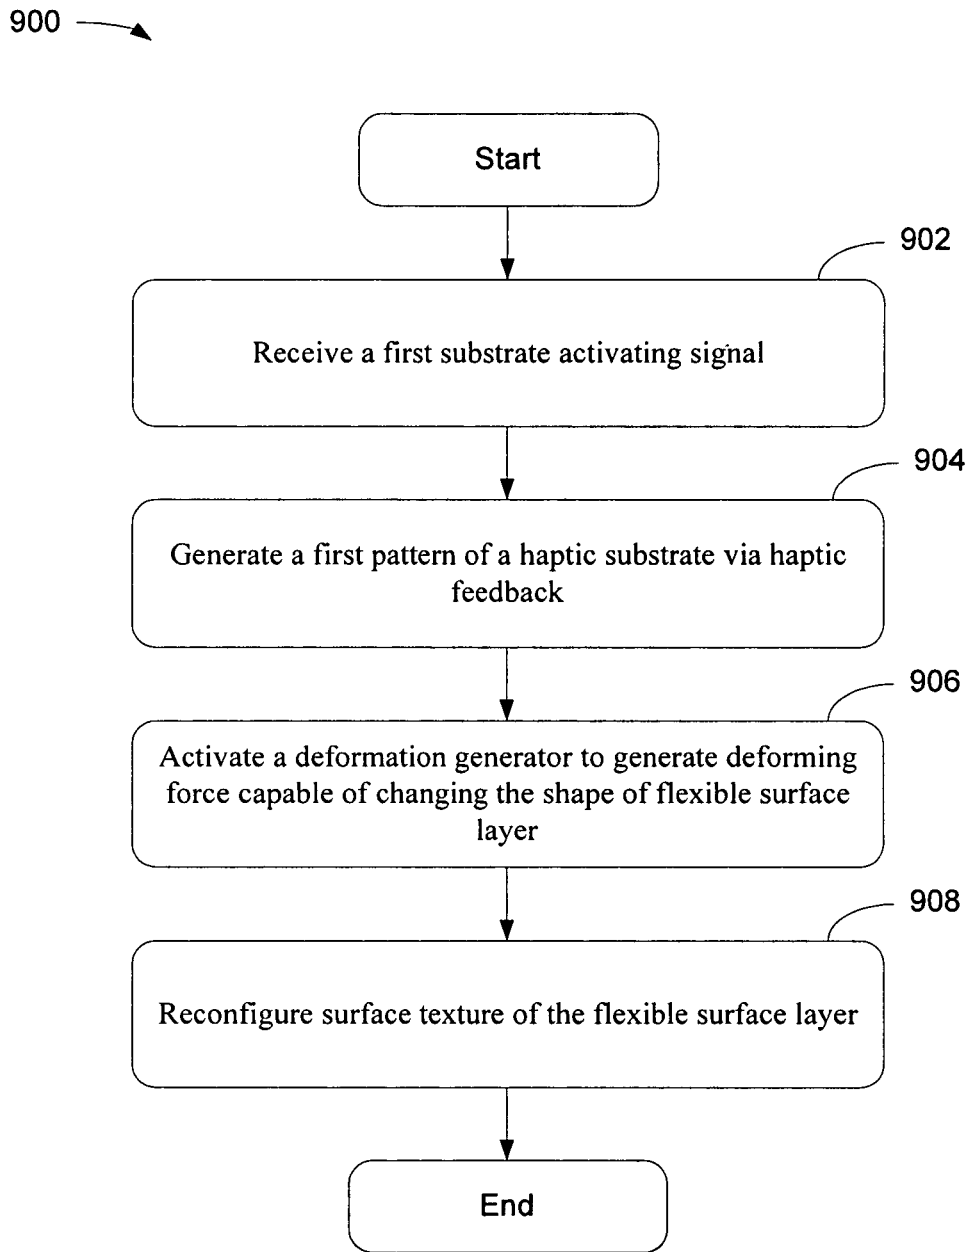 900
Start
902
Receive a first substrate activating signal
904
Generate a first pattern of a haptic substrate via haptic
feedback
906
Activate a deformation generator to generate deforming
force capable of changing the shape of flexible surface
layer
908
Reconfigure surface texture of the flexible surface layer
End